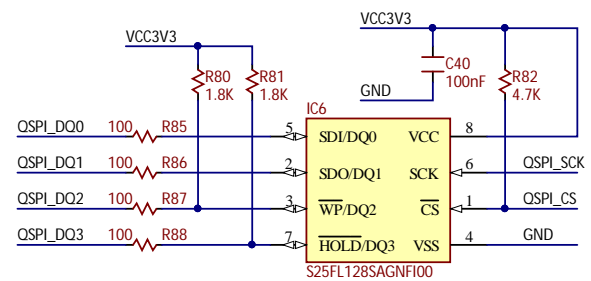 VCC3V3
VCC3V3
R80
1.8K
R81
1.8K
C40
100nF
R82
4.7K
GND
IC6
QSPI_DQ0 100 R85 5 SDI/DQ0 VCC 8
QSPI_DQ1 100 R86 2 SDO/DQ1 SCK 6 QSPI_SCK
QSPI_DQ2 100 R87 3 WP/DQ2 CS 1 QSPI_CS
QSPI_DQ3 100 R88 7 HOLD/DQ3 VSS 4 GND
S25FL128SAGNFI00